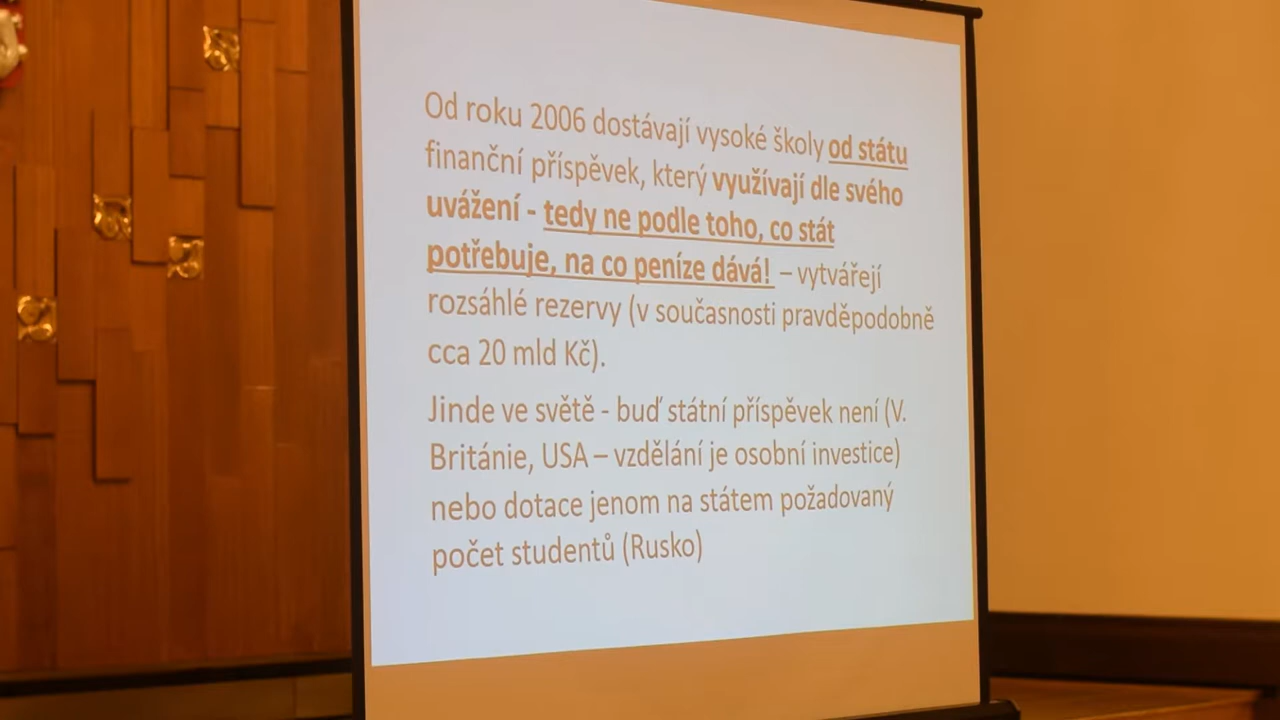 Od roku 2006 dostávají vysoké školy od státu
finanční příspěvek, který využívají dle svého
uvážení - tedy ne podle toho, co stát
potřebuje, na co peníze dává! – vytvářejí
rozsáhlé rezervy (v současnosti pravděpodobně
cca 20 mld Kč).
Jinde ve světě - buď státní příspěvek není (V.
Británie, USA – vzdělání je osobní investice)
nebo dotace jenom na státem požadovaný
počet studentů (Rusko)